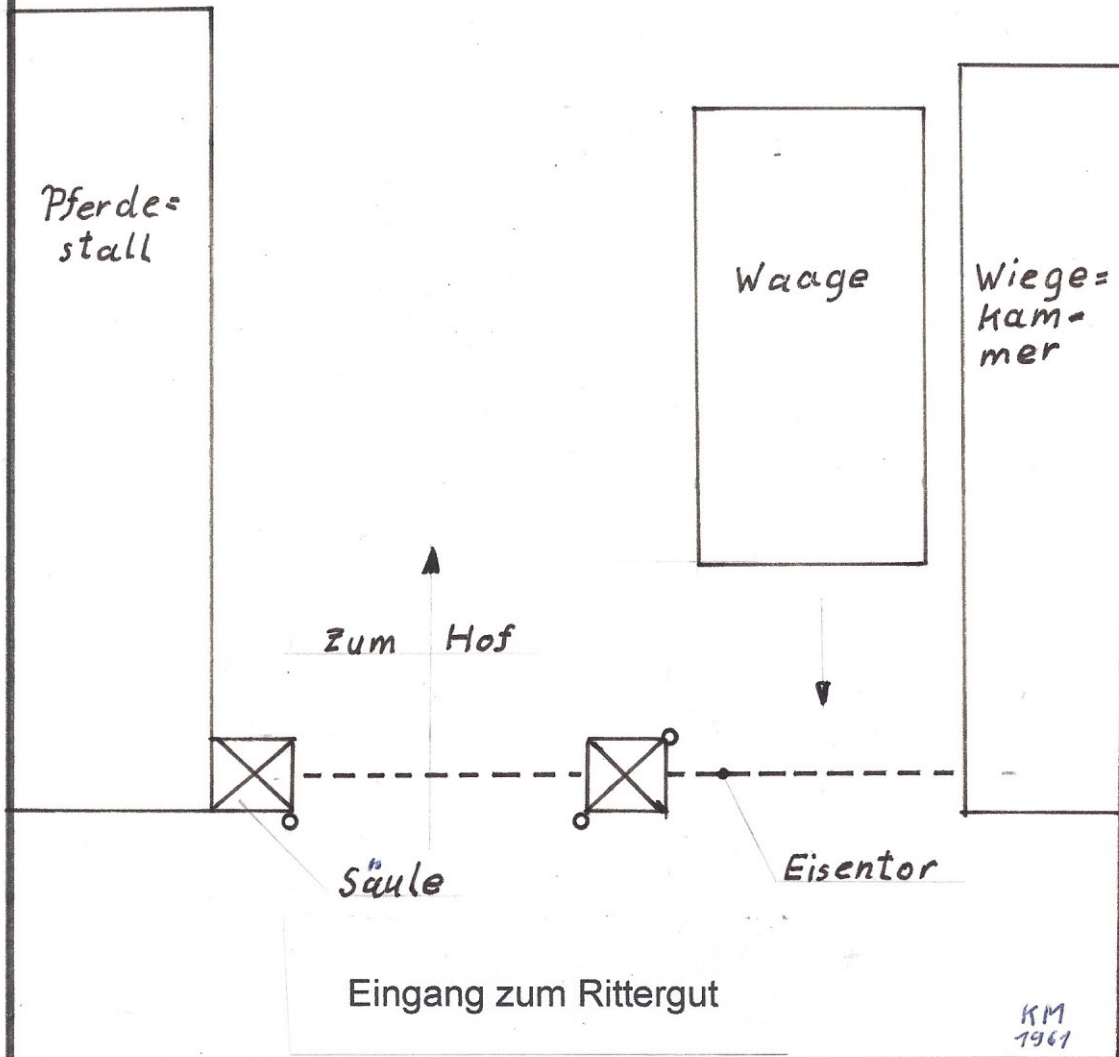 Pferde=
stall
Waage
Wiege=
kam-
mer
Zum Hof
Säule
Eisentor
Eingang zum Rittergut
KM
1961